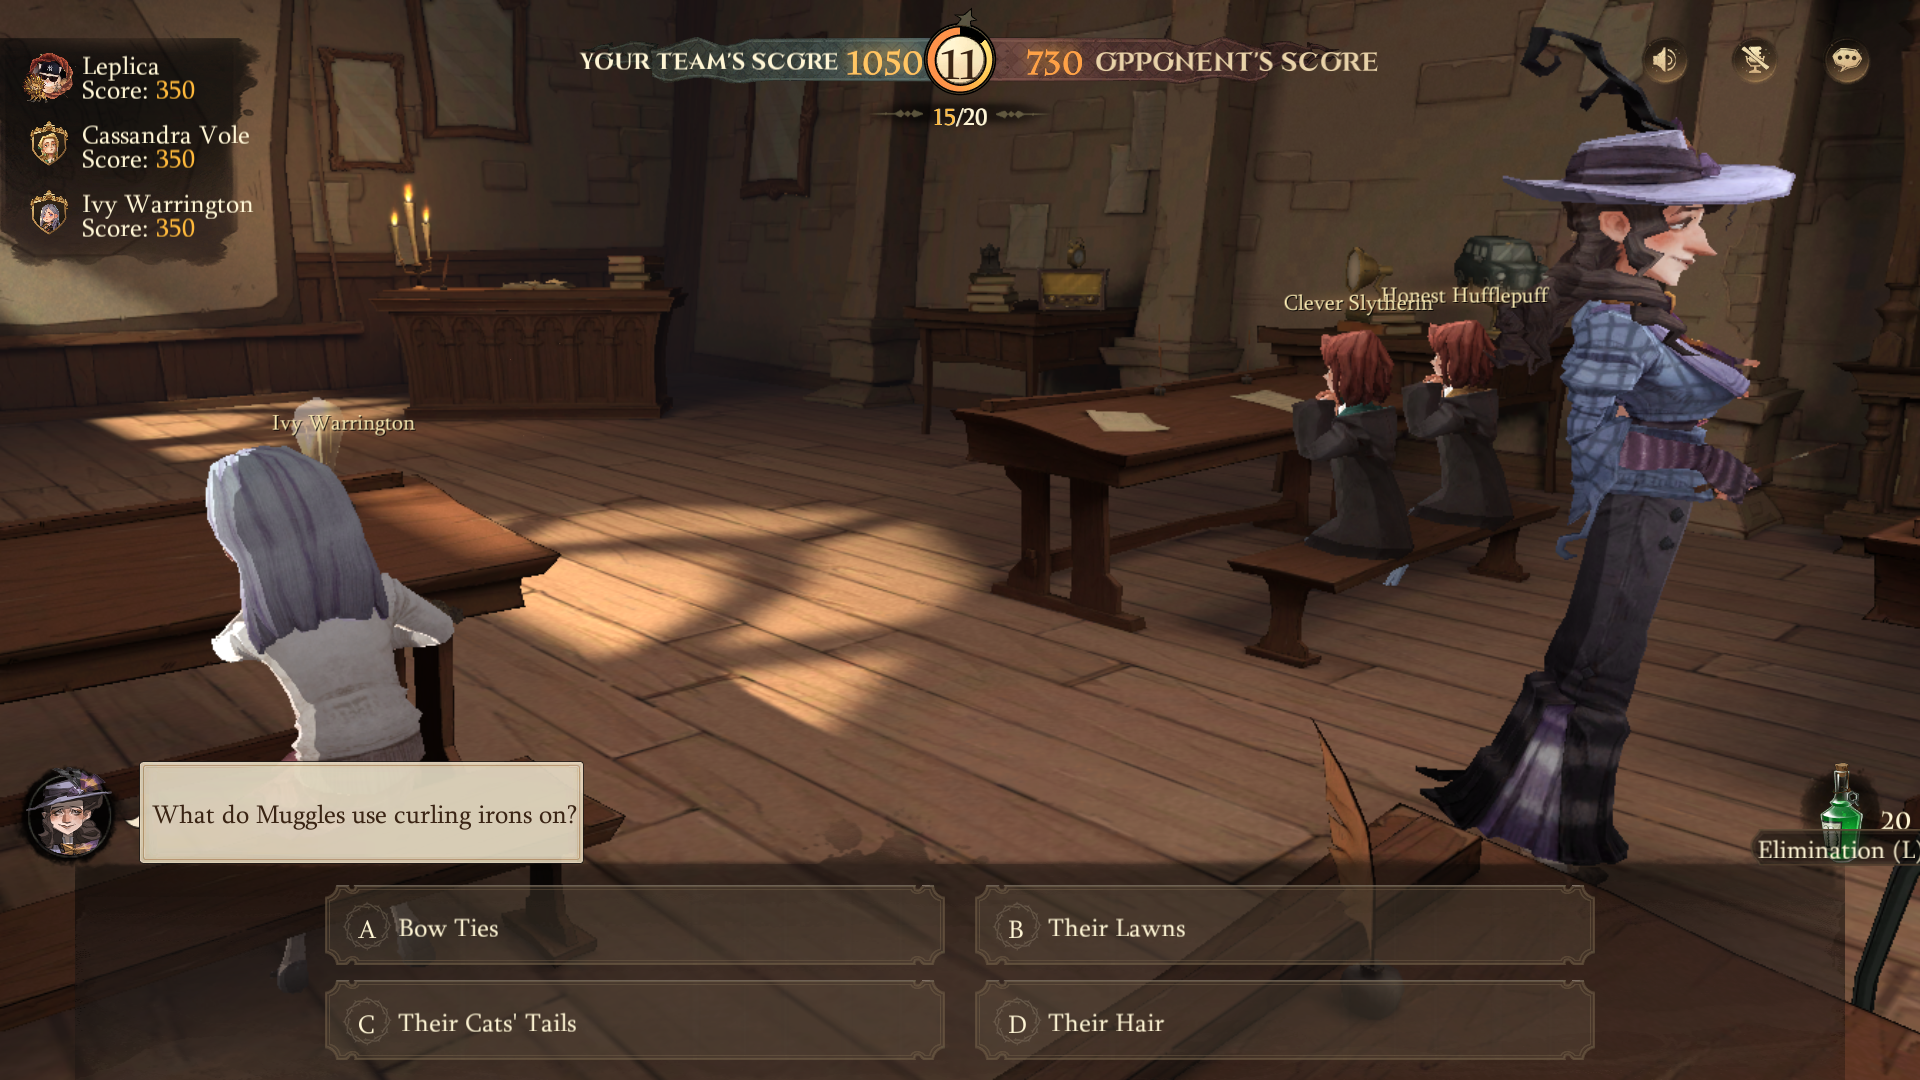 Leplica
Score: 350
Cassandra Vole
Score: 350
Ivy Warrington
Score: 350
YOUR TEAM'S SCORE 1050 11 730 OPPONENT'S SCORE
15/20
Clever Slytherin
Honest Hufflepuff
Ivy Warrington
What do Muggles use curling irons on?
20
Elimination (L)
A Bow Ties
B Their Lawns
C Their Cats' Tails
D Their Hair